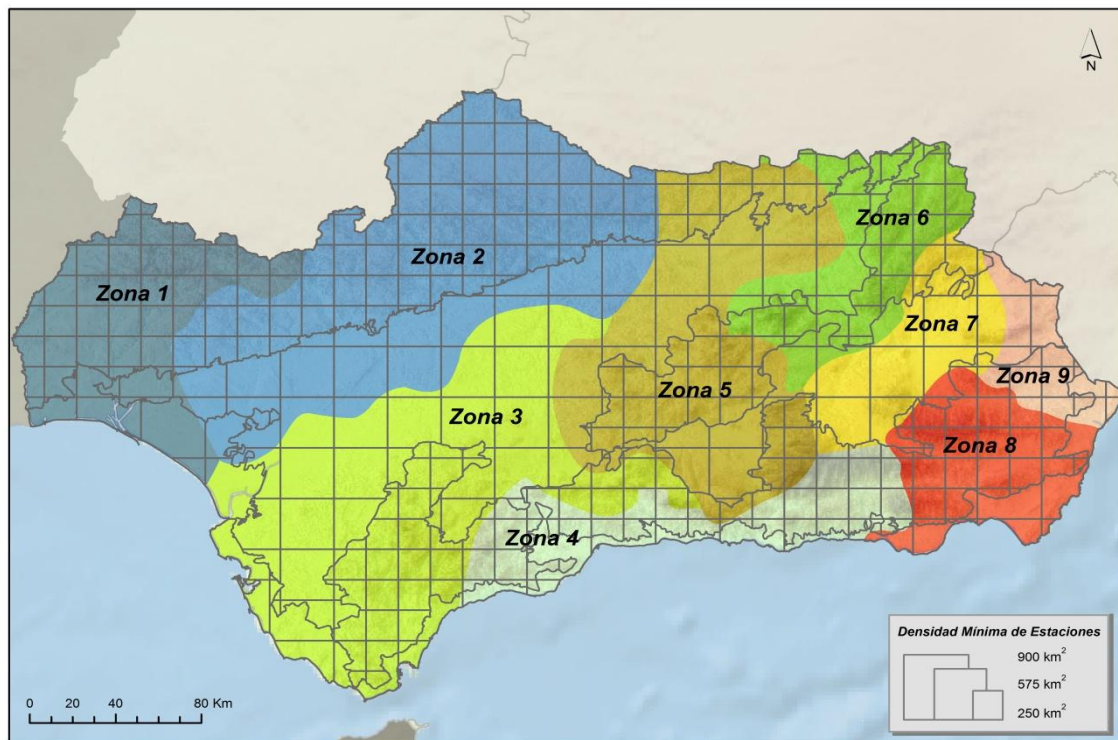 N
Zona 6
Zona 2
Zona 1
Zona 7
Zona 9
Zona 5
Zona 3
Zona 8
Zona 4
Densidad Mínima de Estaciones
900 km²
575 km²
250 km²
0 20 40 80 Km